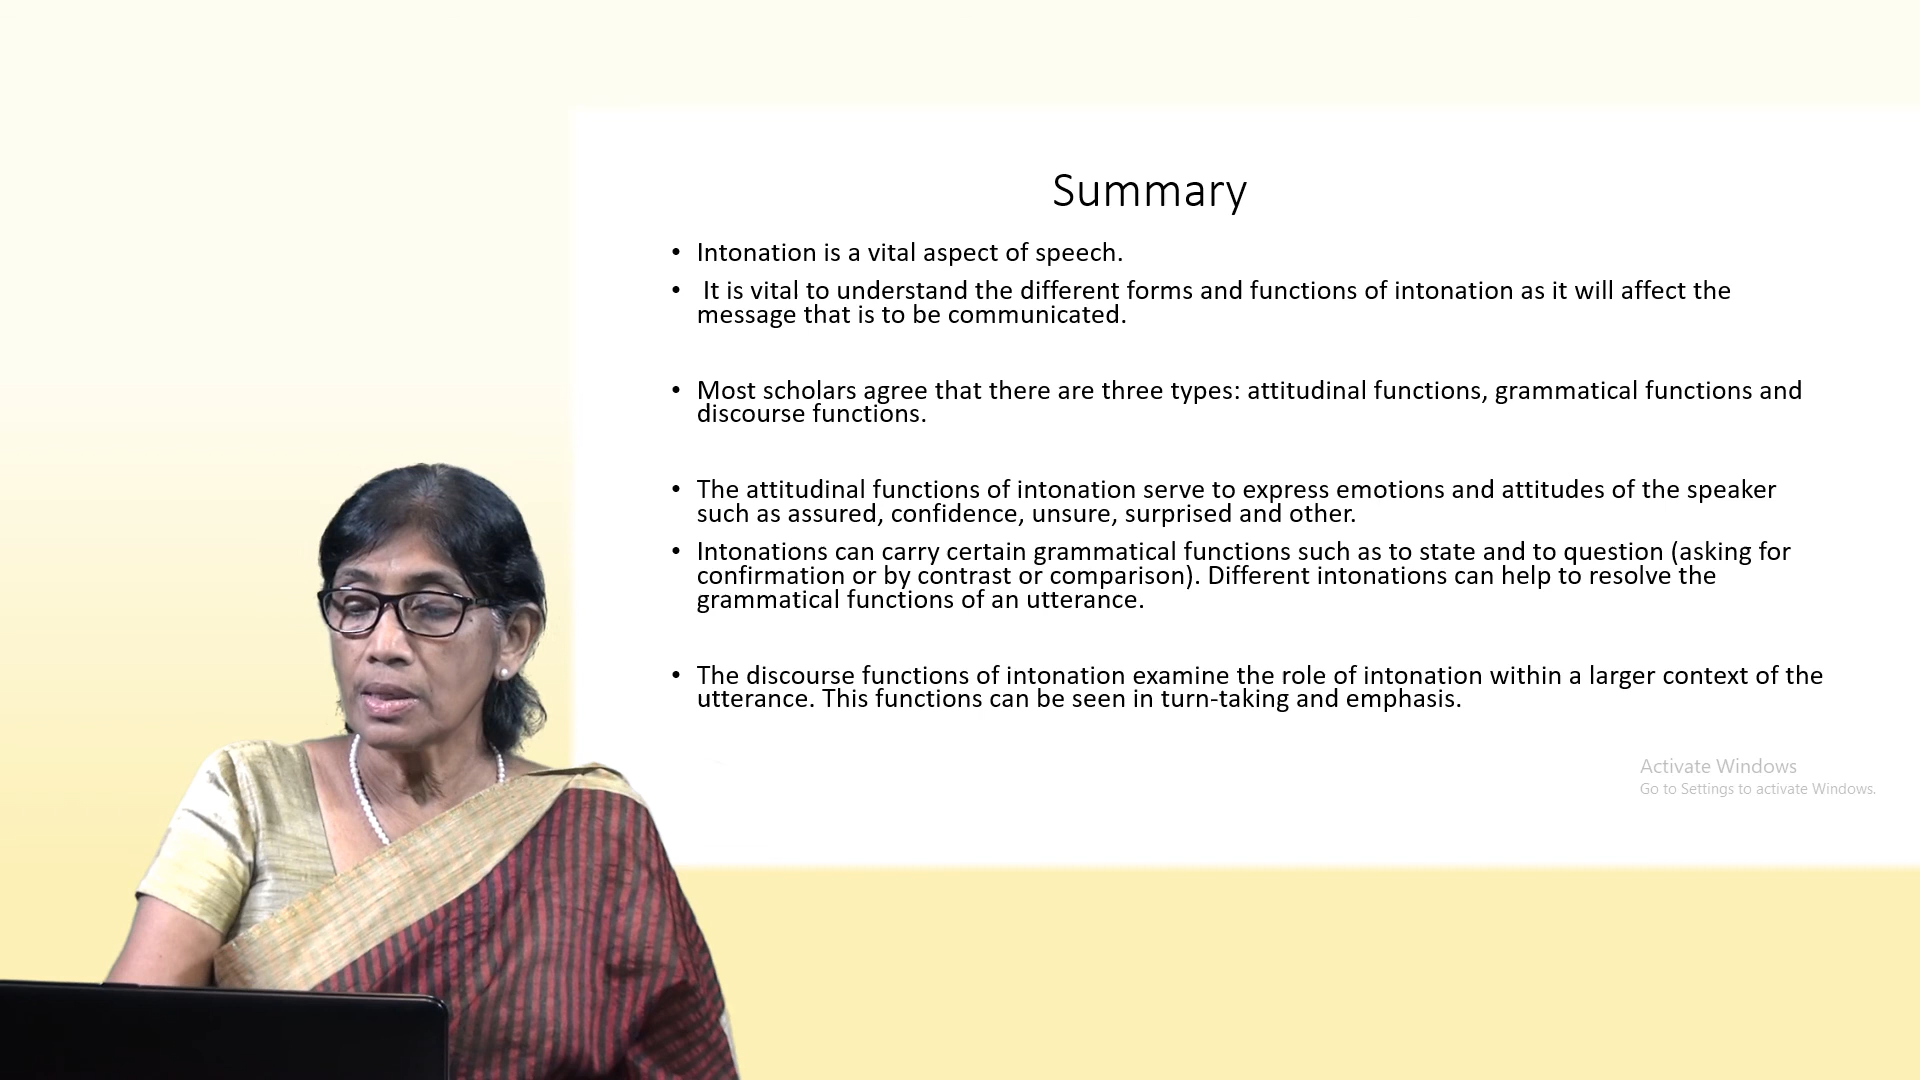 Summary
• Intonation is a vital aspect of speech.
• It is vital to understand the different forms and functions of intonation as it will affect the
message that is to be communicated.
• Most scholars agree that there are three types: attitudinal functions, grammatical functions and
discourse functions.
• The attitudinal functions of intonation serve to express emotions and attitudes of the speaker
such as assured, confidence, unsure, surprised and other.
• Intonations can carry certain grammatical functions such as to state and to question (asking for
confirmation or by contrast or comparison). Different intonations can help to resolve the
grammatical functions of an utterance.
• The discourse functions of intonation examine the role of intonation within a larger context of the
utterance. This functions can be seen in turn-taking and emphasis.
Activate Windows
Go to Settings to activate Windows.